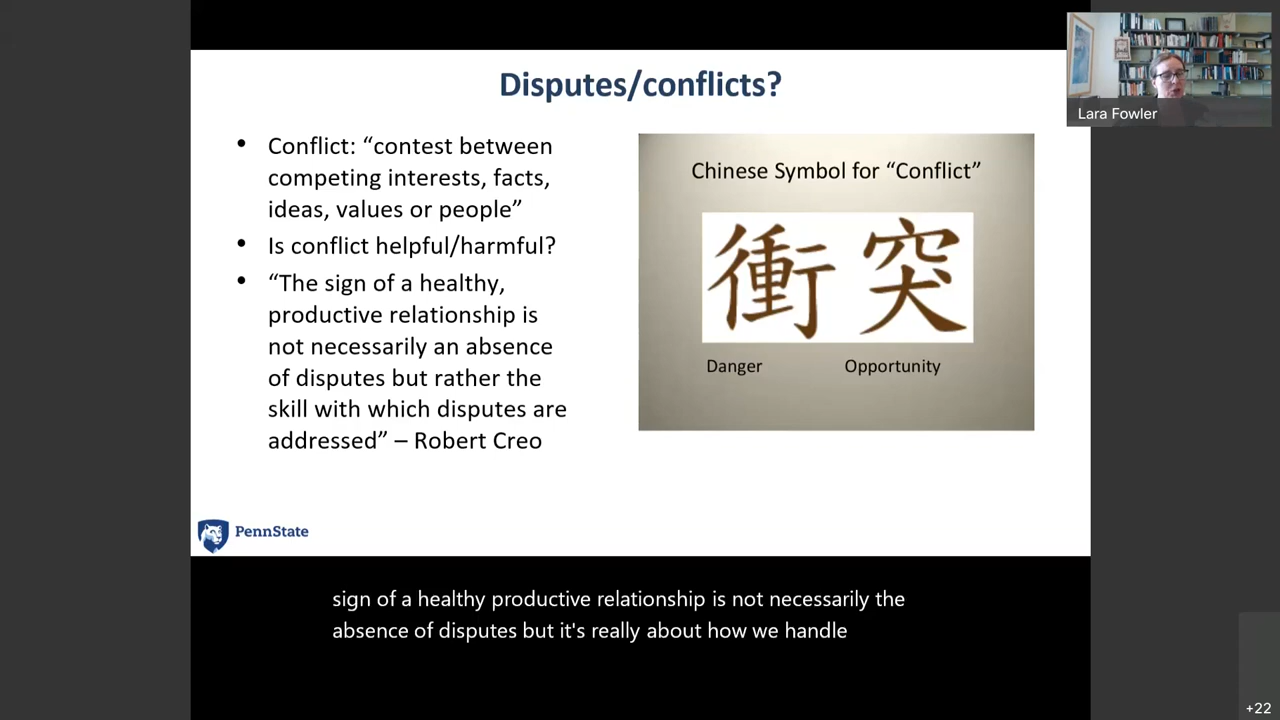 Disputes/conflicts?
• Conflict: “contest between
competing interests, facts,
ideas, values or people”
• Is conflict helpful/harmful?
• “The sign of a healthy,
productive relationship is
not necessarily an absence
of disputes but rather the
skill with which disputes are
addressed” – Robert Creo
Chinese Symbol for “Conflict”
衝突
Danger Opportunity
PennState
Lara Fowler
sign of a healthy productive relationship is not necessarily the
absence of disputes but it's really about how we handle
+22